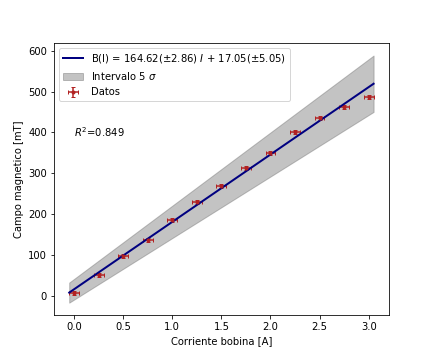 B(I) = 164.62(±2.86) I + 17.05(±5.05)
Intervalo 5 σ
Datos
R²=0.849
600
500
400
300
200
100
0
Campo magnetico [mT]
0.0 0.5 1.0 1.5 2.0 2.5 3.0
Corriente bobina [A]